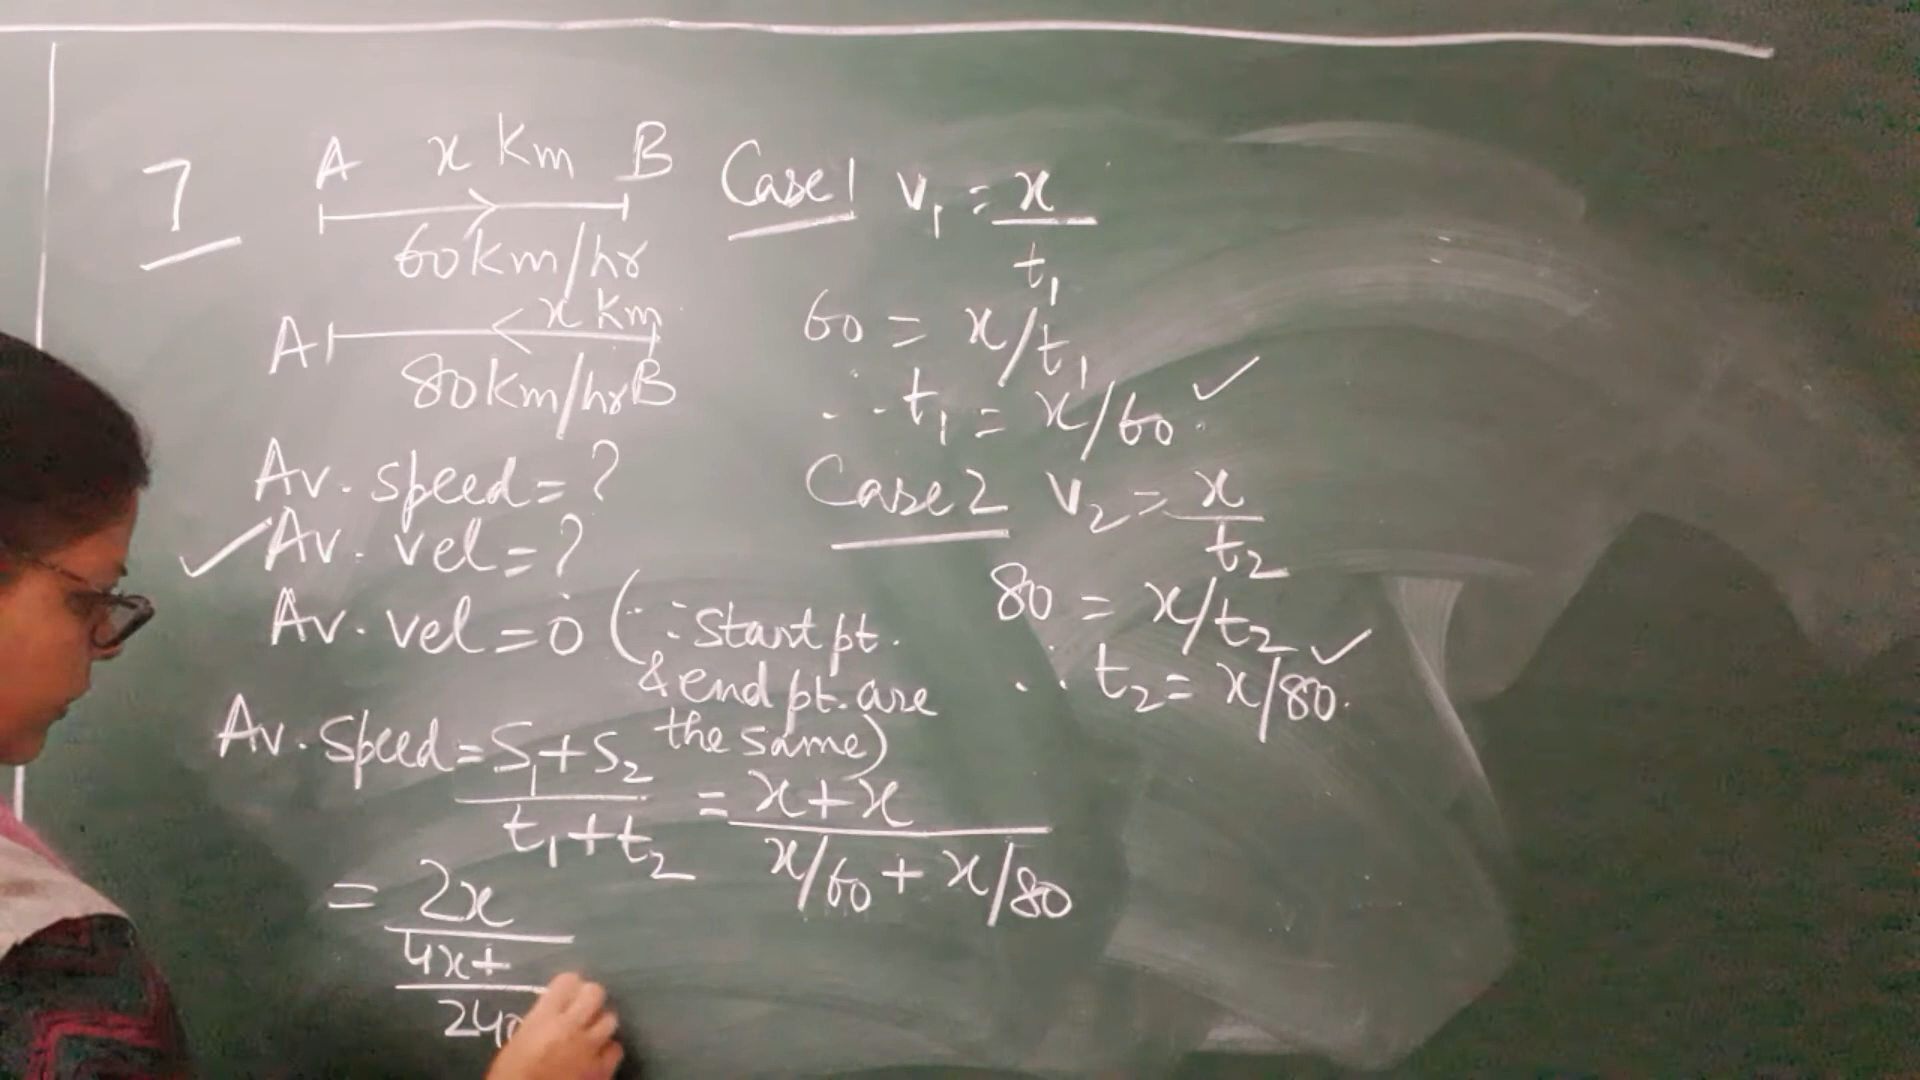 7
A x Km B
60 Km/hr
x Km
A B
80 Km/hr
Av. speed = ?
✓ Av. vel = ?
Av. vel = 0 (∵ start pt.
& end pt. are
the same)
Av. speed = S₁+S₂ / t₁+t₂ = x+x / x/60 + x/80
= 2x / 4x+ / 240
Case 1 v₁ = x / t₁
60 = x/t₁
∴ t₁ = x/60. ✓
Case 2 v₂ = x / t₂
80 = x/t₂
∴ t₂ = x/80. ✓